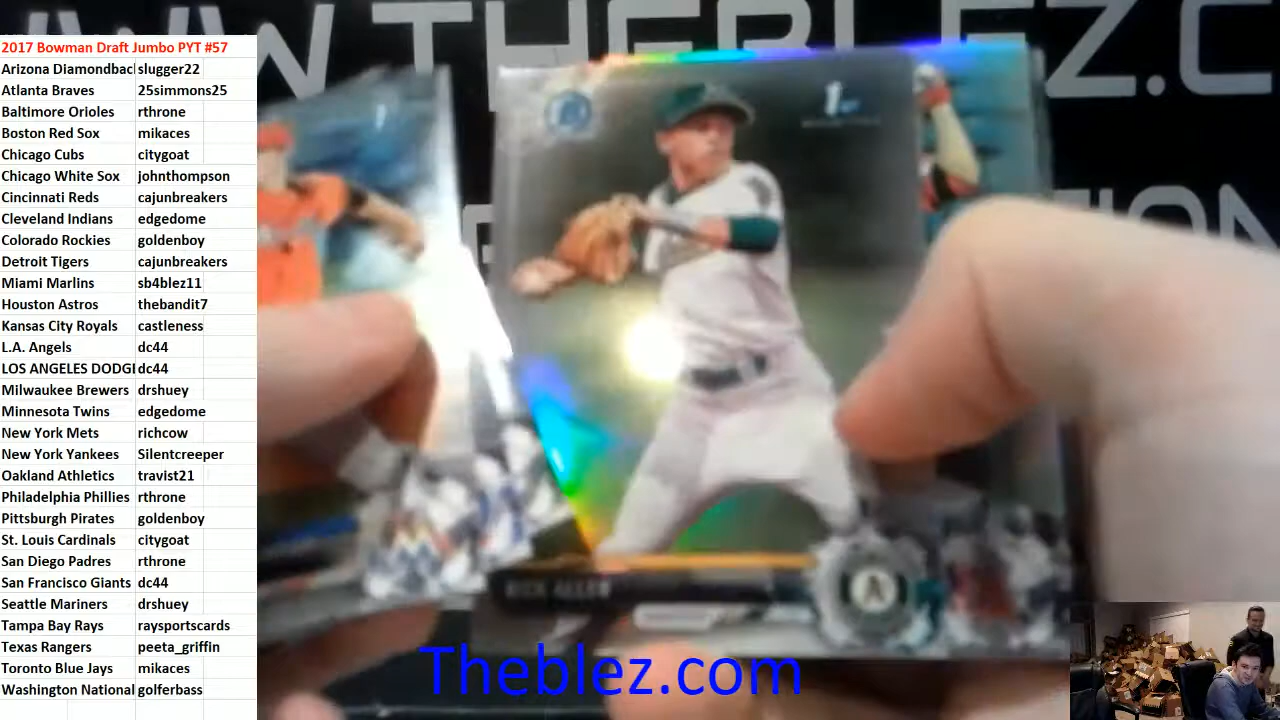 2017 Bowman Draft Jumbo PYT #57
Arizona Diamondbac slugger22
Atlanta Braves 25simmons25
Baltimore Orioles rthrone
Boston Red Sox mikaces
Chicago Cubs citygoat
Chicago White Sox johnthompson
Cincinnati Reds cajunbreakers
Cleveland Indians edgedome
Colorado Rockies goldenboy
Detroit Tigers cajunbreakers
Miami Marlins sb4blez11
Houston Astros thebandit7
Kansas City Royals castleness
L.A. Angels dc44
LOS ANGELES DODGI dc44
Milwaukee Brewers drshuey
Minnesota Twins edgedome
New York Mets richcow
New York Yankees Silentcreeper
Oakland Athletics travist21
Philadelphia Phillies rthrone
Pittsburgh Pirates goldenboy
St. Louis Cardinals citygoat
San Diego Padres rthrone
San Francisco Giants dc44
Seattle Mariners drshuey
Tampa Bay Rays raysportscards
Texas Rangers peeta_griffin
Toronto Blue Jays mikaces
Washington National golferbass
WWW.THEBLEZ.C
1st
A's
Theblez.com